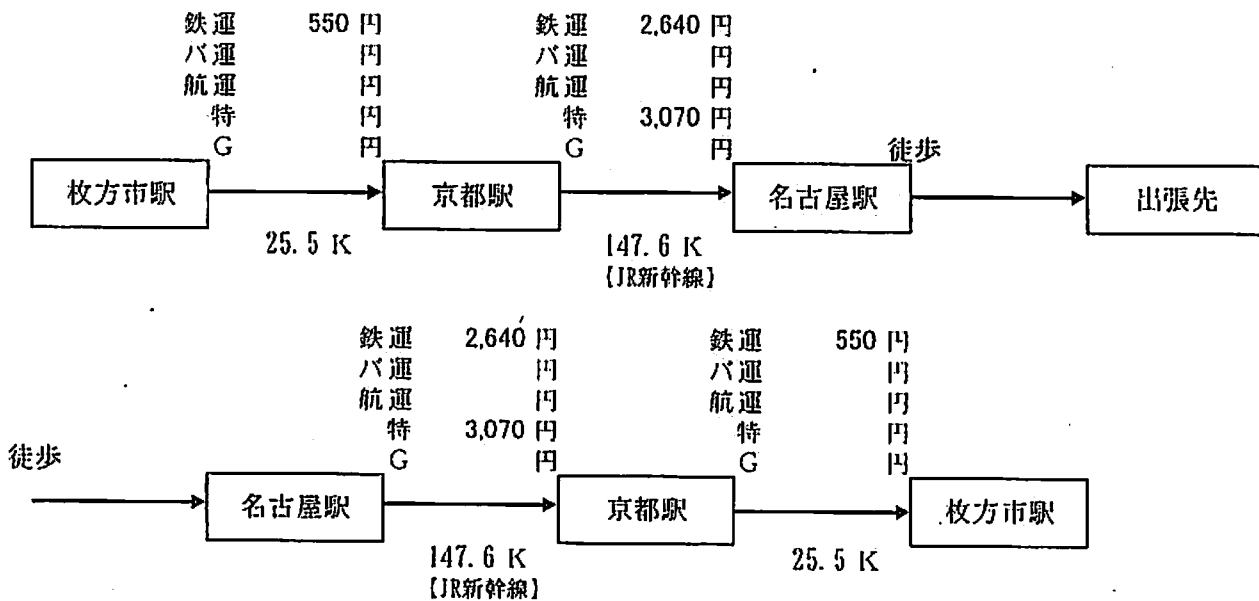 鉄運 550 円 鉄運 2,640 円
バ運 円 バ運 円
航運 円 航運 円
特 円 特 3,070 円
G 円 G 円
徒歩
枚方市駅 京都駅 名古屋駅 出張先
25.5 K 147.6 K
【JR新幹線】
鉄運 2,640 円 鉄運 550 円
バ運 円 バ運 円
航運 円 航運 円
特 3,070 円 特 円
G 円 G 円
徒歩
名古屋駅 京都駅 枚方市駅
147.6 K 25.5 K
【JR新幹線】